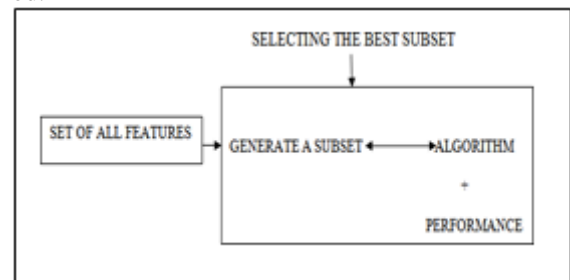 SELECTING THE BEST SUBSET
SET OF ALL FEATURES
GENERATE A SUBSET
ALGORITHM
+
PERFORMANCE